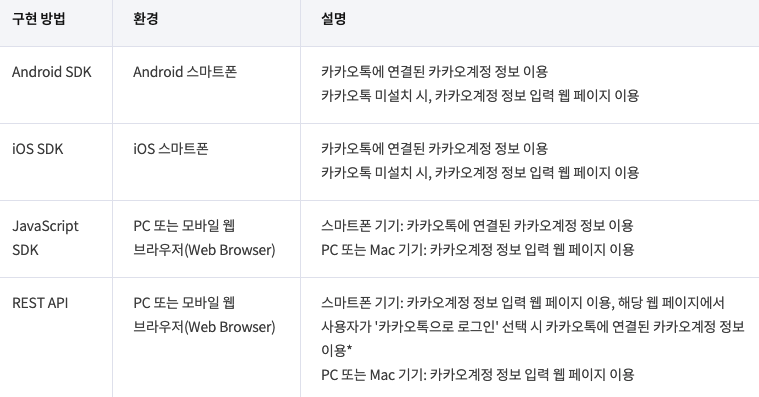 구현 방법 환경 설명
Android SDK Android 스마트폰 카카오톡에 연결된 카카오계정 정보 이용
카카오톡 미설치 시, 카카오계정 정보 입력 웹 페이지 이용
iOS SDK iOS 스마트폰 카카오톡에 연결된 카카오계정 정보 이용
카카오톡 미설치 시, 카카오계정 정보 입력 웹 페이지 이용
JavaScript PC 또는 모바일 웹 스마트폰 기기: 카카오톡에 연결된 카카오계정 정보 이용
SDK 브라우저(Web Browser) PC 또는 Mac 기기: 카카오계정 정보 입력 웹 페이지 이용
REST API PC 또는 모바일 웹 스마트폰 기기: 카카오계정 정보 입력 웹 페이지 이용, 해당 웹 페이지에서
브라우저(Web Browser) 사용자가 '카카오톡으로 로그인' 선택 시 카카오톡에 연결된 카카오계정 정보
이용*
PC 또는 Mac 기기: 카카오계정 정보 입력 웹 페이지 이용